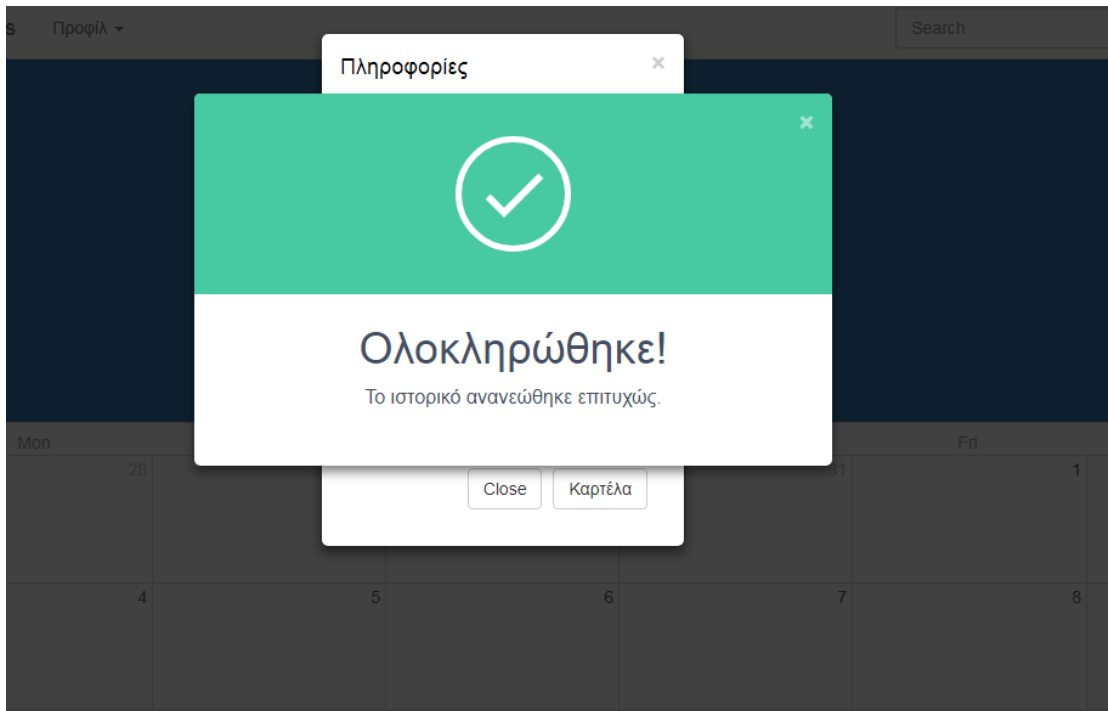 s Προφίλ Search
Πληροφορίες ×
×
Ολοκληρώθηκε!
Το ιστορικό ανανεώθηκε επιτυχώς.
Mon Fri
28 31 1
Close Καρτέλα
4 5 6 7 8